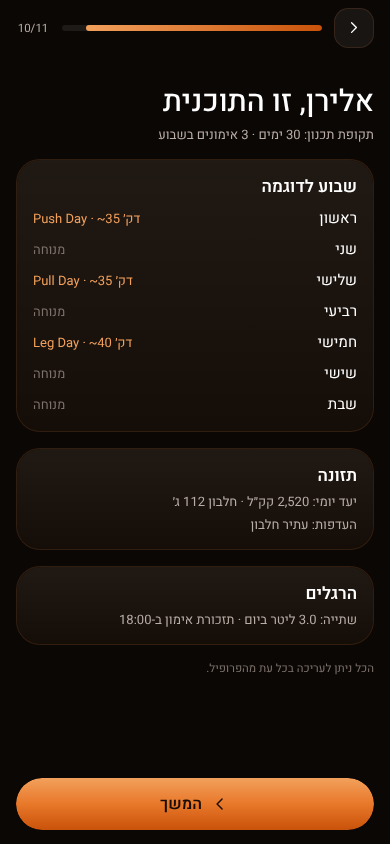 10/11
אלירן, זו התוכנית
תקופת תכנון: 30 ימים · 3 אימונים בשבוע
שבוע לדוגמה
ראשון Push Day · ~35 דק׳
שני מנוחה
שלישי Pull Day · ~35 דק׳
רביעי מנוחה
חמישי Leg Day · ~40 דק׳
שישי מנוחה
שבת מנוחה
תזונה
יעד יומי: 2,520 קק״ל · חלבון 112 ג׳
העדפות: עתיר חלבון
הרגלים
שתייה: 3.0 ליטר ביום · תזכורת אימון ב-18:00
הכל ניתן לעריכה בכל עת מהפרופיל.
המשך